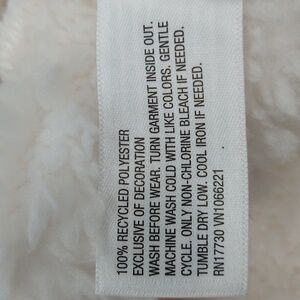 100% RECYCLED POLYESTER
EXCLUSIVE OF DECORATION
WASH BEFORE WEAR. TURN GARMENT INSIDE OUT.
MACHINE WASH COLD WITH LIKE COLORS. GENTLE
CYCLE. ONLY NON-CHLORINE BLEACH IF NEEDED.
TUMBLE DRY LOW. COOL IRON IF NEEDED.
RN17730 VN1066221